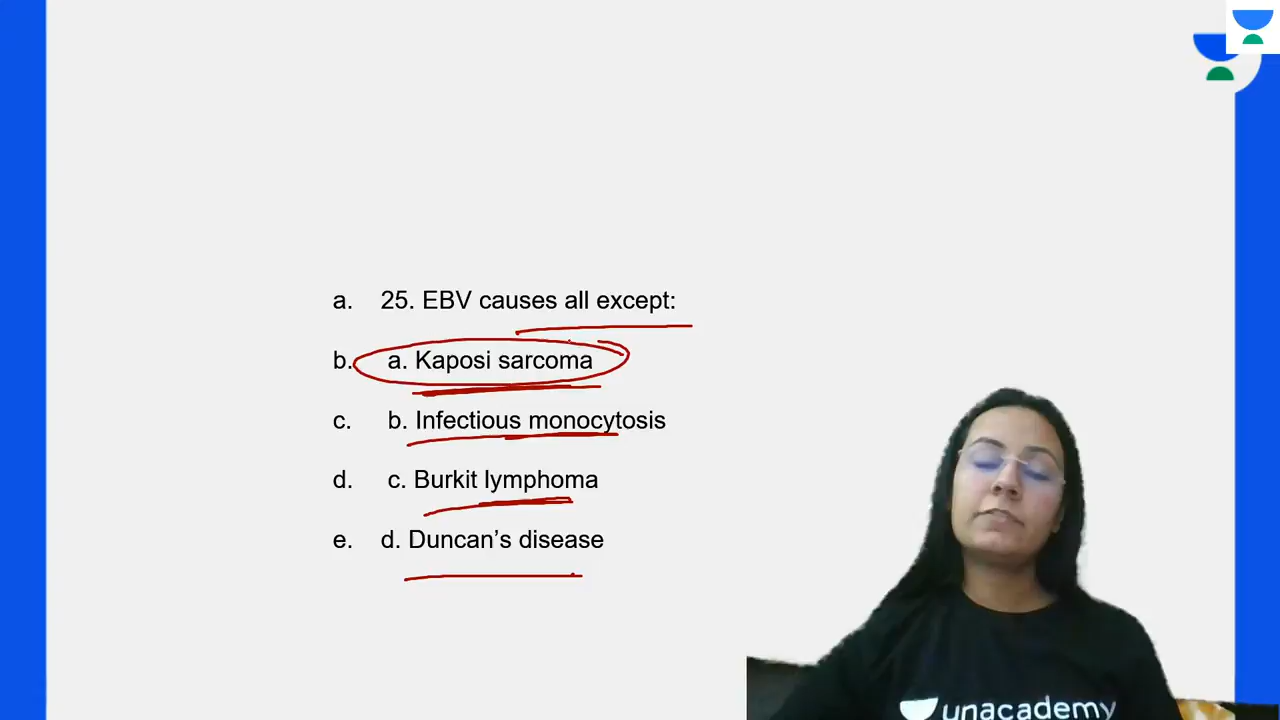 a. 25. EBV causes all except:
b. a. Kaposi sarcoma
c. b. Infectious monocytosis
d. c. Burkit lymphoma
e. d. Duncan’s disease
unacademy